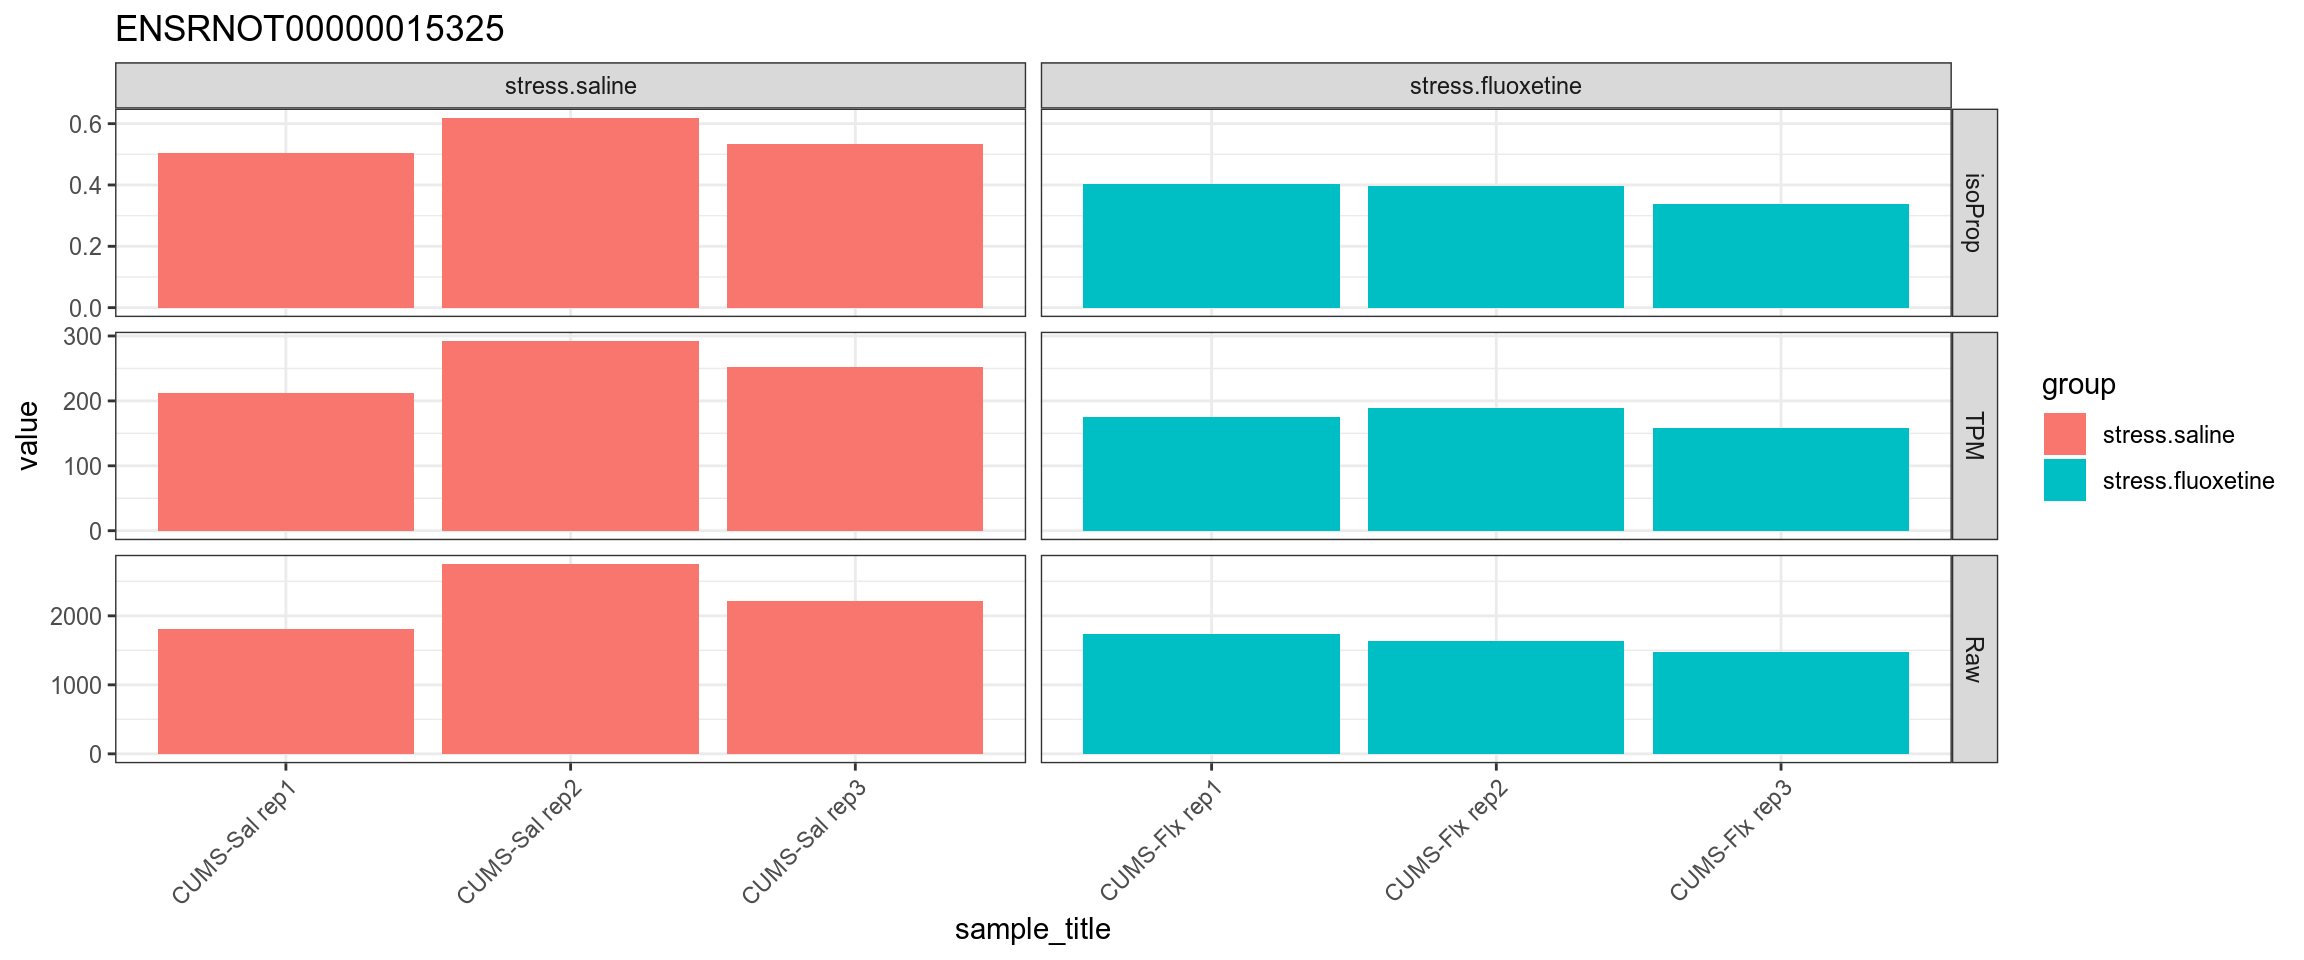 ENSRNOT00000015325
stress.saline
stress.fluoxetine
0.6
0.4
0.2
0.0
isoProp
300
200
100
0
TPM
2000
1000
0
Raw
value
CUMS-Sal rep1
CUMS-Sal rep2
CUMS-Sal rep3
CUMS-Flx rep1
CUMS-Flx rep2
CUMS-Flx rep3
sample_title
group
stress.saline
stress.fluoxetine